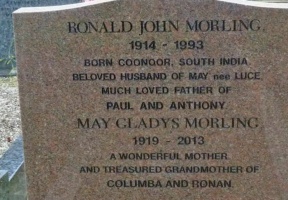 RONALD JOHN MORLING
1914 - 1993
BORN COONOOR, SOUTH INDIA
BELOVED HUSBAND OF MAY nee LUCE
MUCH LOVED FATHER OF
PAUL AND ANTHONY
MAY GLADYS MORLING
1919 - 2013
A WONDERFUL MOTHER
AND TREASURED GRANDMOTHER OF
COLUMBA AND RONAN.